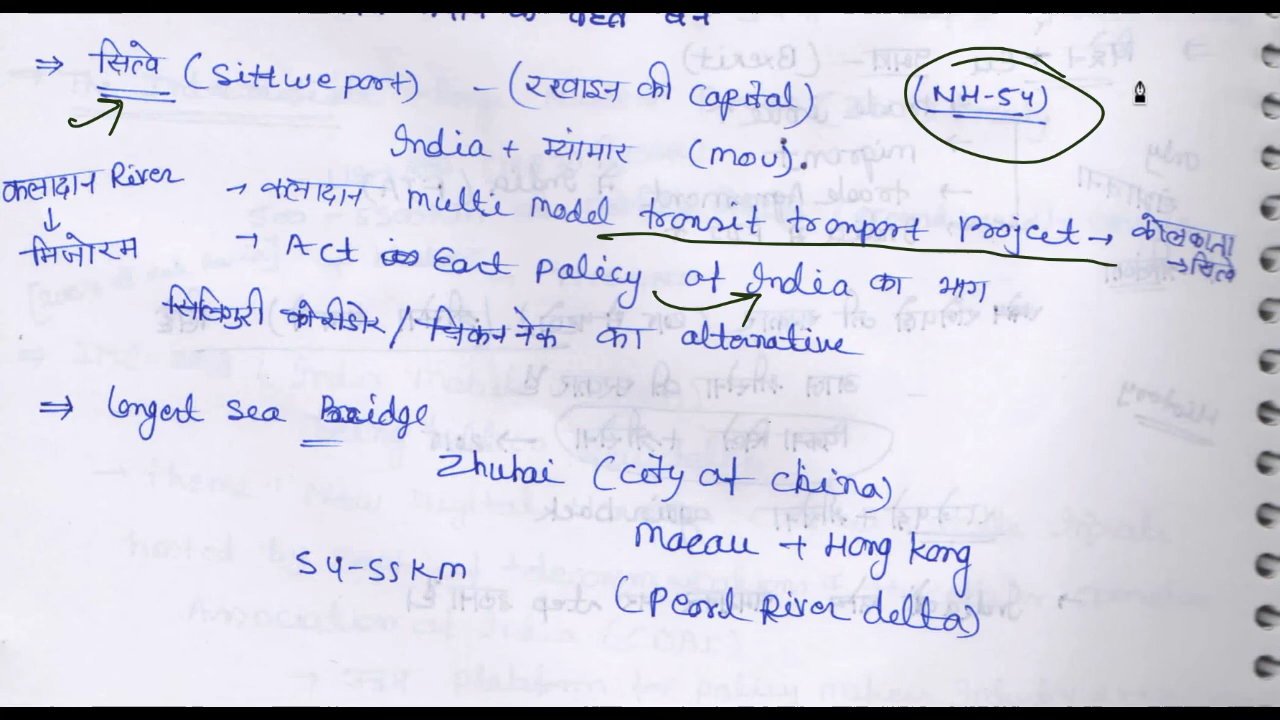 ⇒ सित्वे (Sittwe port) - (रखाइन की Capital) (NH-54)
India + म्यांमार (mou).
कलादान River → कलादान multi model transit tronport Projcet → कोलकाता → सित्वे
↓
मिजोरम → Act East Policy of India का भाग
सिलिगुरी कोरीडोर / चिकन नेक का alternative
⇒ Longest Sea Bridge
Zhuhai (City of China)
Macau + Hong Kong
54-55 KM
(Pearl River delta)